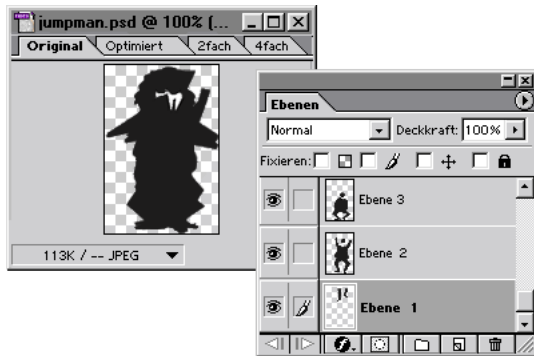 jumpman.psd @ 100% (...
Original Optimiert 2fach 4fach
113K / -- JPEG
Ebenen
Normal Deckkraft: 100%
Fixieren:
Ebene 3
Ebene 2
Ebene 1